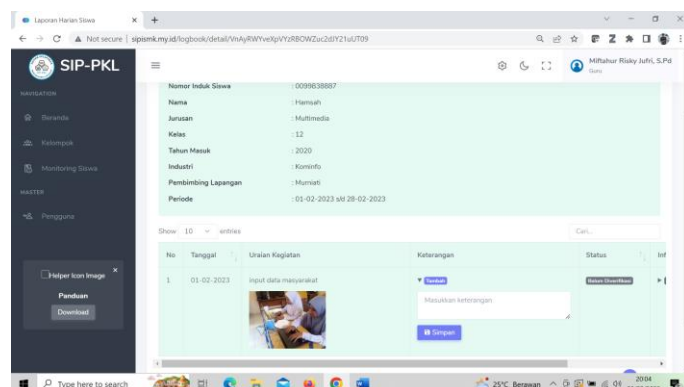 Laporan Harian Siswa
Not secure | sipismk.my.id/logbook/detail/
SIP-PKL
Miftahur Risky Jufri, S.Pd
Guru
NAVIGATION
Beranda
Kelompok
Monitoring Siswa
MASTER
Pengguna
Helper Icon Image
Panduan
Download
Nomor Induk Siswa : 0099838887
Nama : Hamsah
Jurusan : Multimedia
Kelas : 12
Tahun Masuk : 2020
Industri : Kominfo
Pembimbing Lapangan : Murniati
Periode : 01-02-2023 s/d 28-02-2023
Show 10 entries
Cari...
No Tanggal Uraian Kegiatan Keterangan Status Inf
1 01-02-2023 input data masyarakat Tambah Belum Diverifikasi
Masukkan keterangan
Simpan
Type here to search
25°C Berawan
20:04